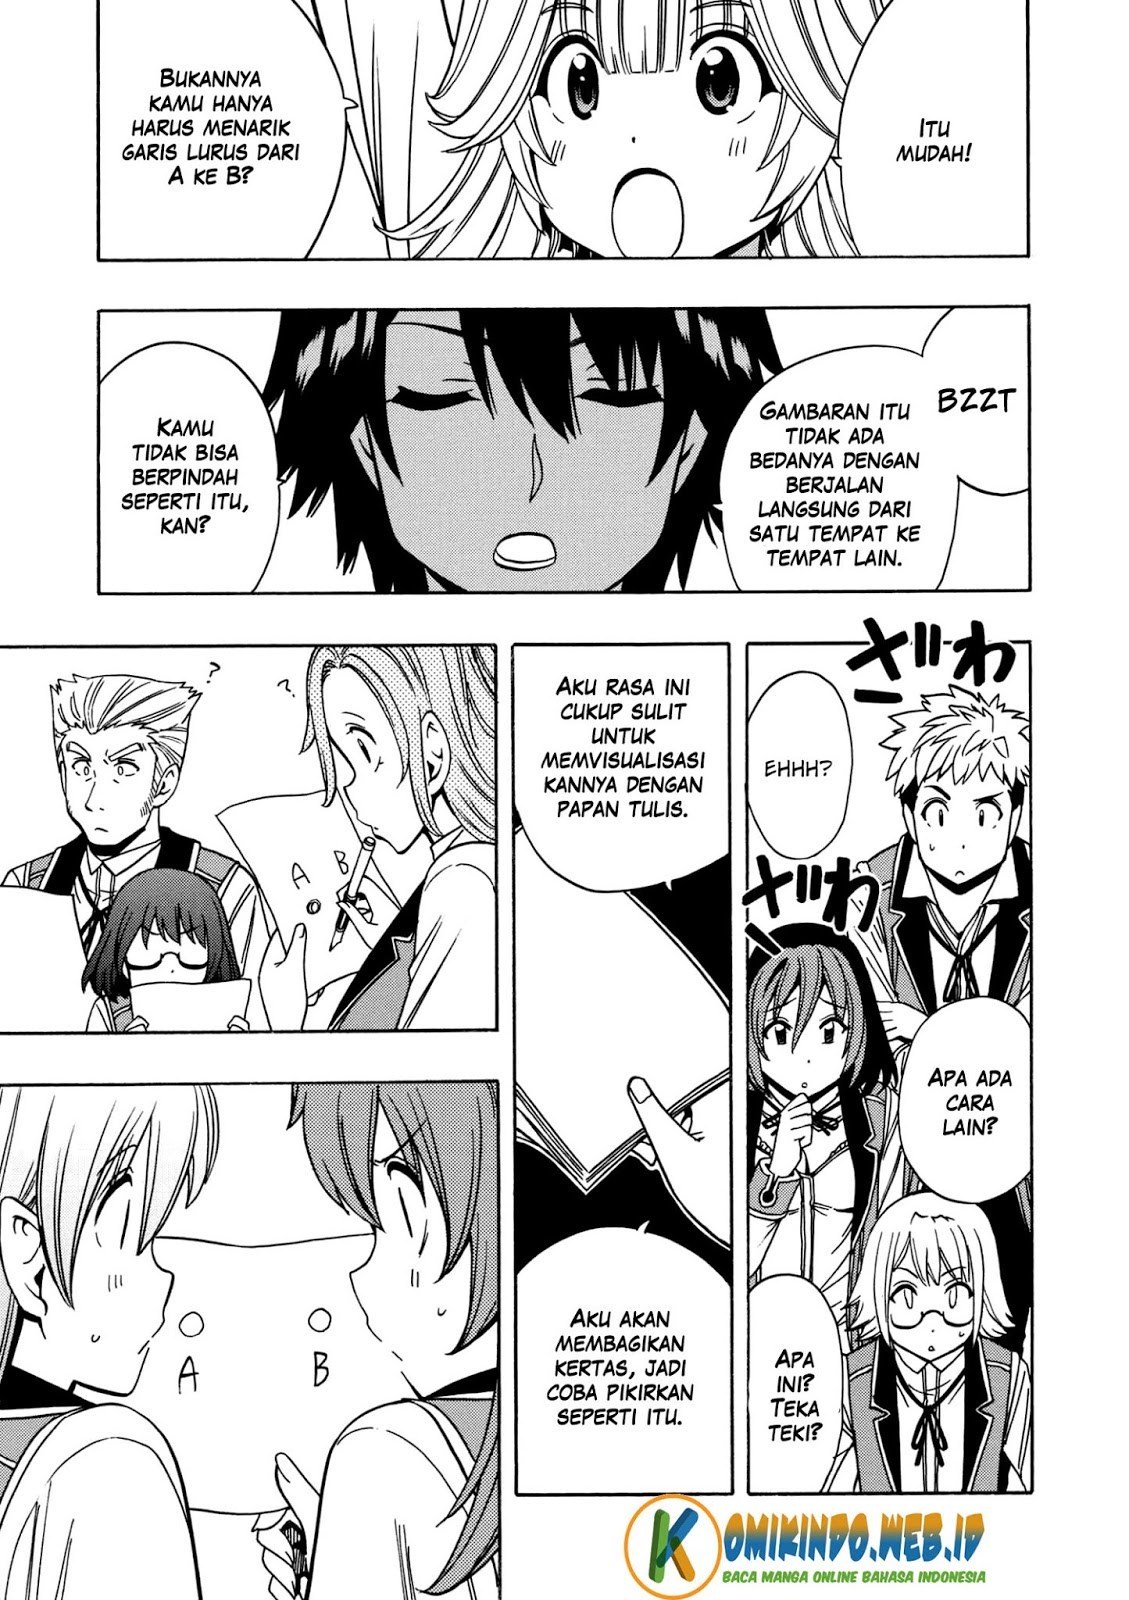 ITU
MUDAH!
BUKANNYA
KAMU HANYA
HARUS MENARIK
GARIS LURUS DARI
A KE B?
BZZT
GAMBARAN ITU
TIDAK ADA
BEDANYA DENGAN
BERJALAN
LANGSUNG DARI
SATU TEMPAT KE
TEMPAT LAIN.
KAMU
TIDAK BISA
BERPINDAH
SEPERTI ITU,
KAN?
ざわ
EHHH?
ざわ
APA ADA
CARA
LAIN?
APA
INI?
TEKA
TEKI?
AKU RASA INI
CUKUP SULIT
UNTUK
MEMVISUALISASI
KANNYA DENGAN
PAPAN TULIS.
AKU AKAN
MEMBAGIKAN
KERTAS, JADI
COBA PIKIRKAN
SEPERTI ITU.
?
?
A B
A B
KOMIKINDO.WEB.ID
BACA MANGA ONLINE BAHASA INDONESIA